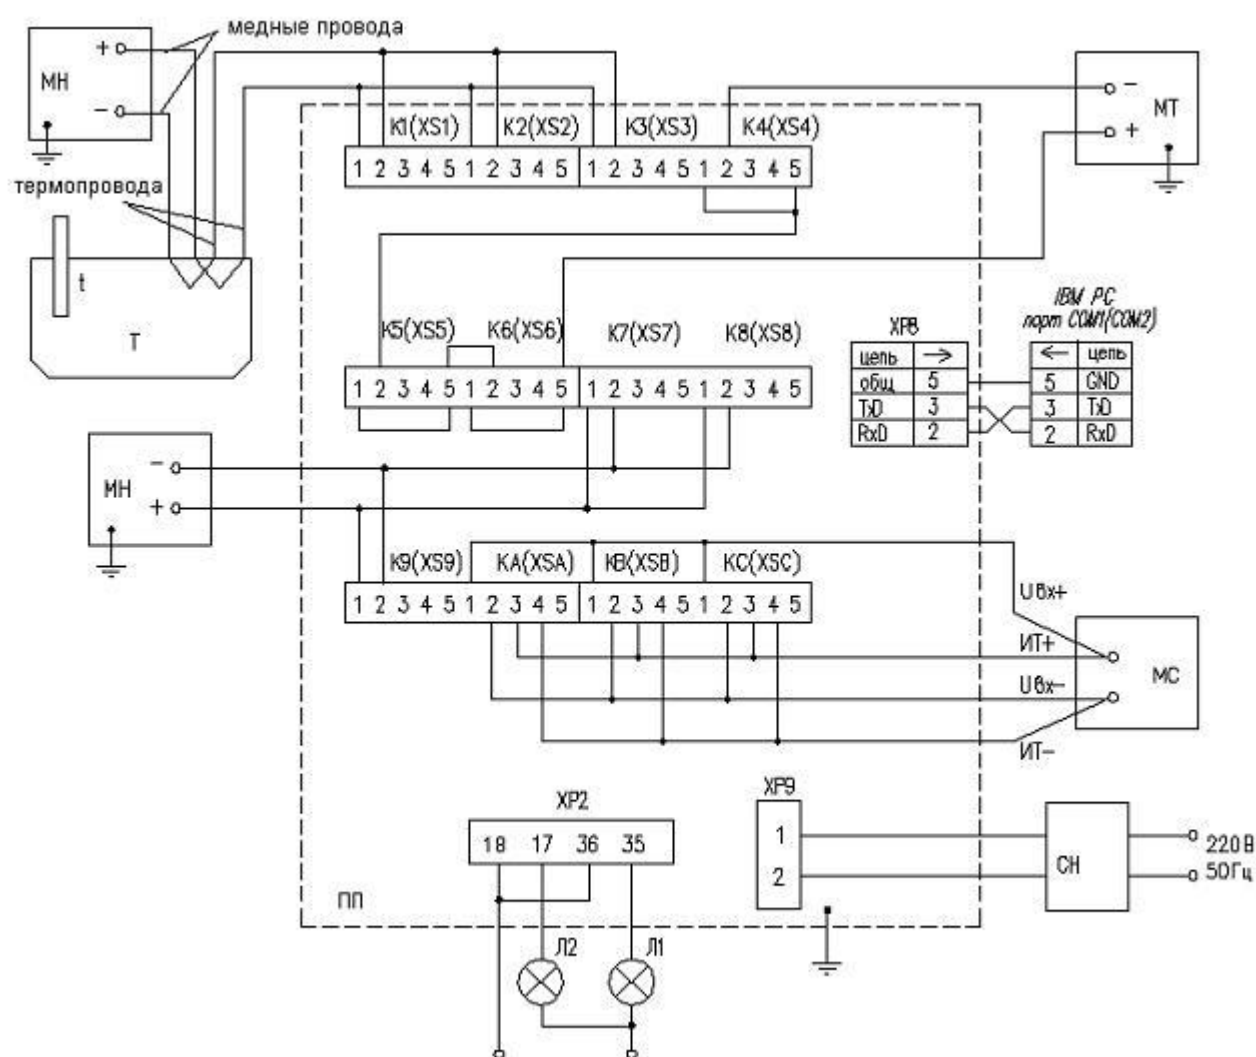 медные провода
+
МН
−
термопровода
t
Т
К1(XS1) К2(XS2) К3(XS3) К4(XS4)
1 2 3 4 5 1 2 3 4 5 1 2 3 4 5 1 2 3 4 5
−
МТ
+
К5(XS5) К6(XS6) К7(XS7) К8(XS8)
1 2 3 4 5 1 2 3 4 5 1 2 3 4 5 1 2 3 4 5
XP8
цепь →
общ 5
TxD 3
RxD 2
IBM PC
порт COM1(COM2)
← цепь
5 GND
3 TxD
2 RxD
−
МН
+
К9(XS9) КА(XSA) КВ(XSB) КС(XSC)
1 2 3 4 5 1 2 3 4 5 1 2 3 4 5 1 2 3 4 5
Uвх+
ИТ+
Uвх−
ИТ−
МС
XP2
18 17 36 35
ПП
XP9
1
2
СН
220В
50Гц
Л2 Л1